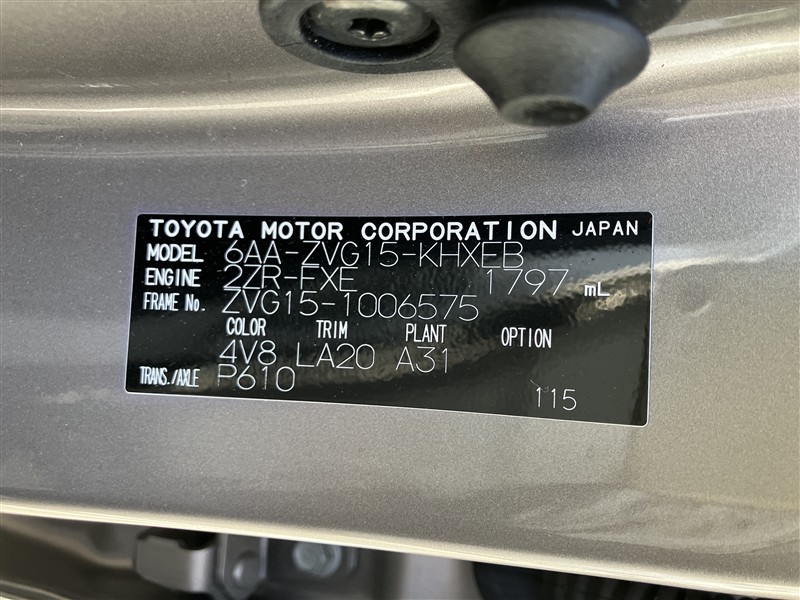 TOYOTA MOTOR CORPORATION JAPAN
MODEL 6AA-ZVG15-KHXEB
ENGINE 2ZR-FXE 1797 mL
FRAME No. ZVG15-1006575
COLOR TRIM PLANT OPTION
4V8 LA20 A31
TRANS./AXLE P610
115